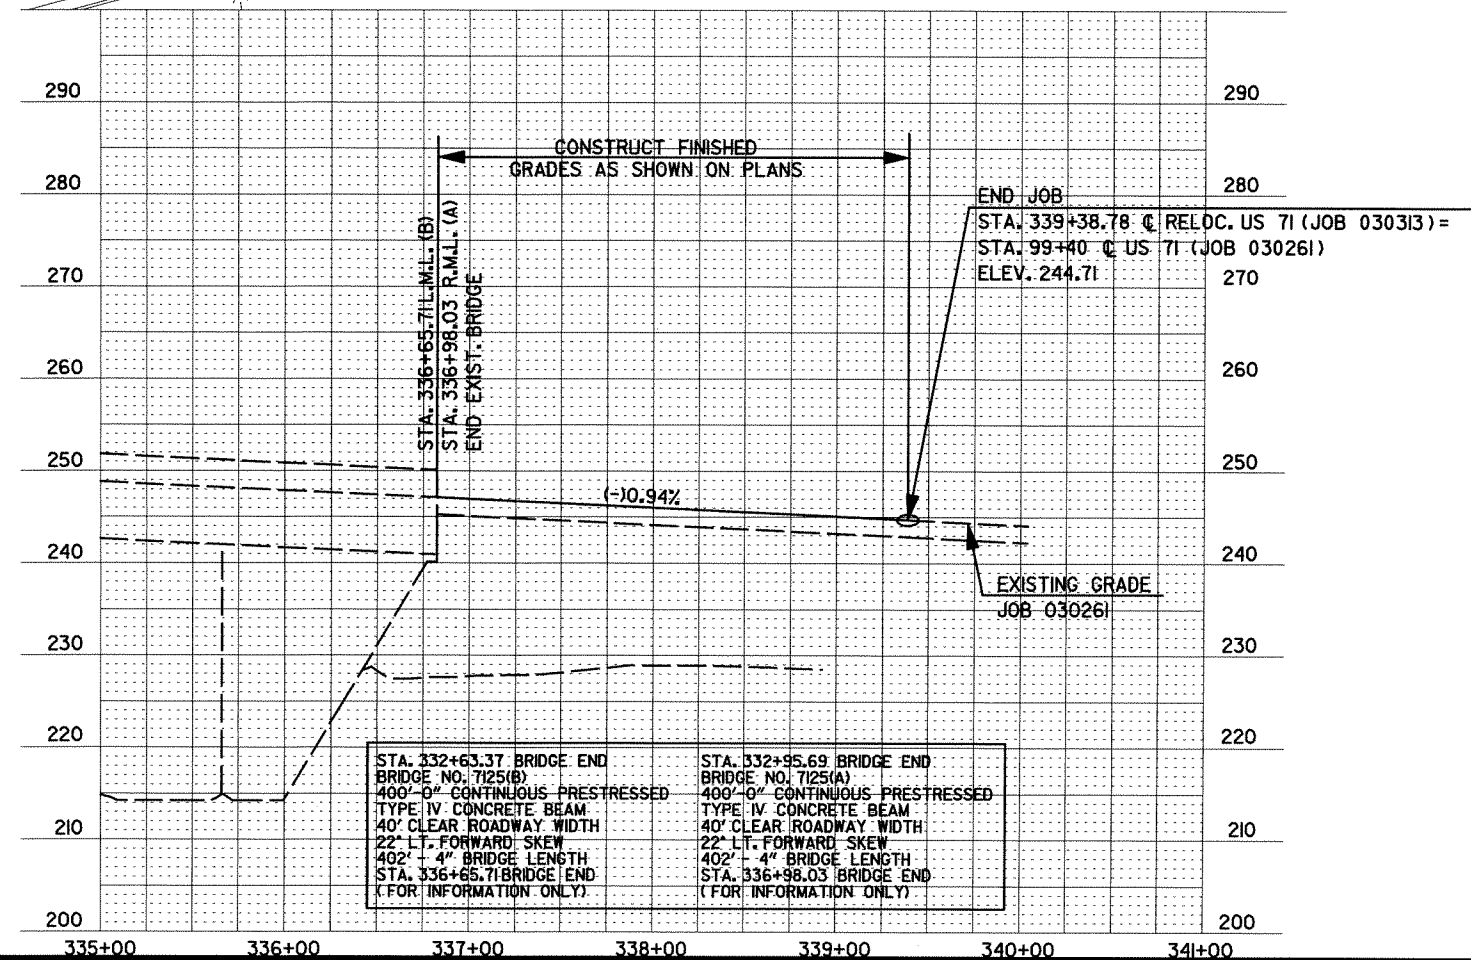 290
290
CONSTRUCT FINISHED
GRADES AS SHOWN ON PLANS
280
280
END JOB
STA. 339+38.78 ℄ RELOC. US 71 (JOB 030313) =
STA. 99+40 ℄ US 71 (JOB 030261)
ELEV. 244.71
STA. 336+65.71 L.M.L. (B)
STA. 336+98.03 R.M.L. (A)
END EXIST. BRIDGE
270
270
260
260
250
250
(-)0.94%
240
240
EXISTING GRADE
JOB 030261
230
230
220
220
STA. 332+63.37 BRIDGE END
BRIDGE NO. 7125(B)
400'-0" CONTINUOUS PRESTRESSED
TYPE IV CONCRETE BEAM
40' CLEAR ROADWAY WIDTH
22° LT. FORWARD SKEW
402' - 4" BRIDGE LENGTH
STA. 336+65.71 BRIDGE END
(FOR INFORMATION ONLY)
STA. 332+95.69 BRIDGE END
BRIDGE NO. 7125(A)
400'-0" CONTINUOUS PRESTRESSED
TYPE IV CONCRETE BEAM
40' CLEAR ROADWAY WIDTH
22° LT. FORWARD SKEW
402' - 4" BRIDGE LENGTH
STA. 336+98.03 BRIDGE END
(FOR INFORMATION ONLY)
210
210
200
200
335+00 336+00 337+00 338+00 339+00 340+00 341+00